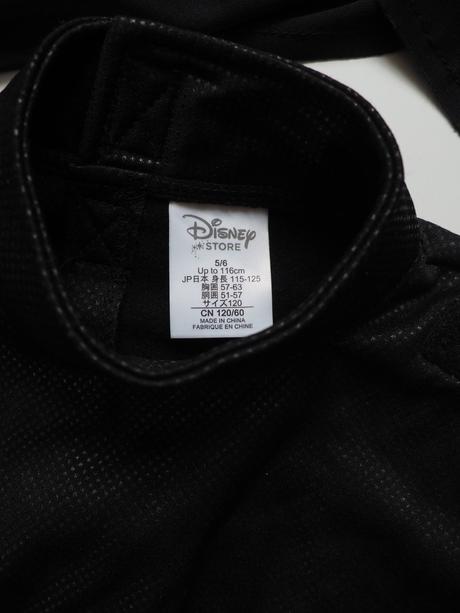 Disney
STORE
5/6
Up to 116cm
JP日本 身長 115-125
胸囲 57-63
胴囲 51-57
サイズ120
CN 120/60
MADE IN CHINA
FABRIQUE EN CHINE